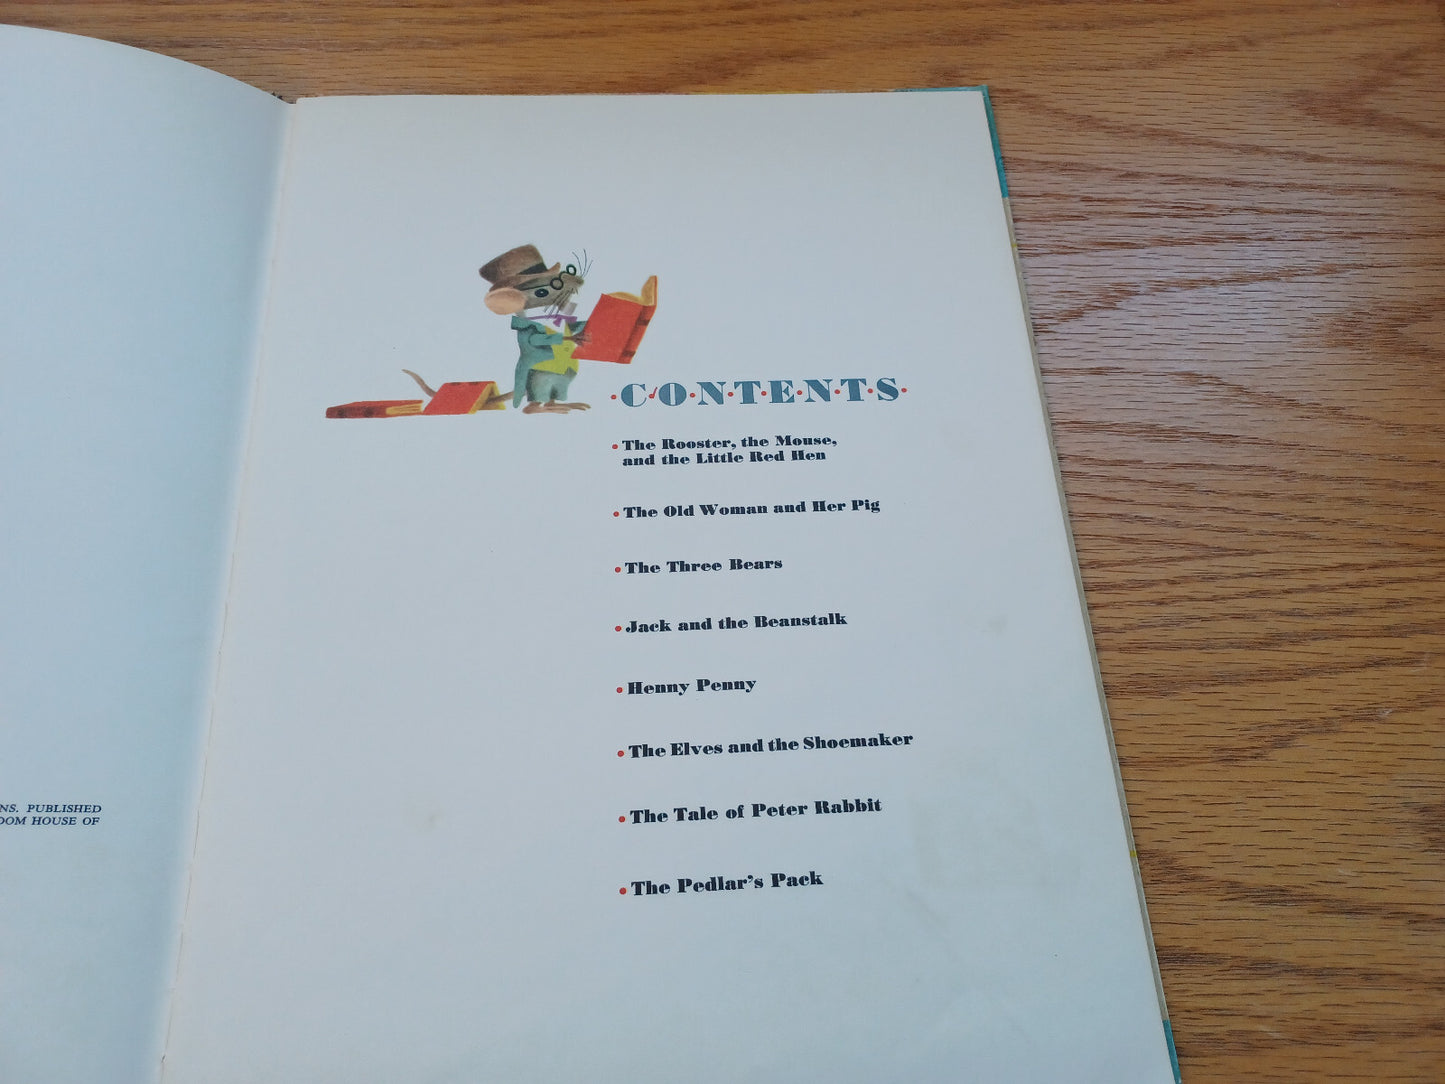 NS. PUBLISHED
DOM HOUSE OF
·C·O·N·T·E·N·T·S·
• The Rooster, the Mouse,
and the Little Red Hen
• The Old Woman and Her Pig
• The Three Bears
• Jack and the Beanstalk
• Henny Penny
• The Elves and the Shoemaker
• The Tale of Peter Rabbit
• The Pedlar's Pack